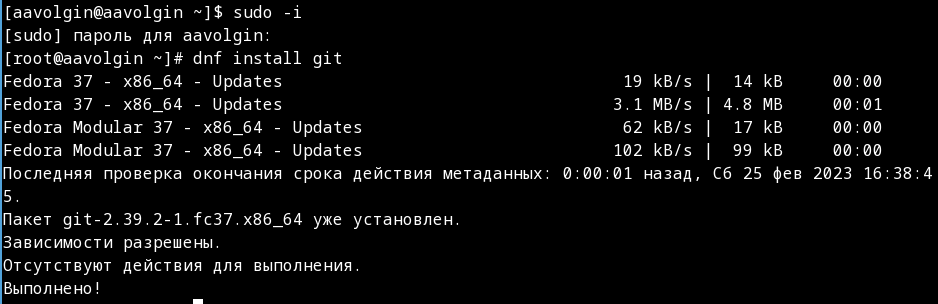 [aavolgin@aavolgin ~]$ sudo -i
[sudo] пароль для aavolgin:
[root@aavolgin ~]# dnf install git
Fedora 37 - x86_64 - Updates 19 kB/s | 14 kB 00:00
Fedora 37 - x86_64 - Updates 3.1 MB/s | 4.8 MB 00:01
Fedora Modular 37 - x86_64 - Updates 62 kB/s | 17 kB 00:00
Fedora Modular 37 - x86_64 - Updates 102 kB/s | 99 kB 00:00
Последняя проверка окончания срока действия метаданных: 0:00:01 назад, Сб 25 фев 2023 16:38:4
5.
Пакет git-2.39.2-1.fc37.x86_64 уже установлен.
Зависимости разрешены.
Отсутствуют действия для выполнения.
Выполнено!